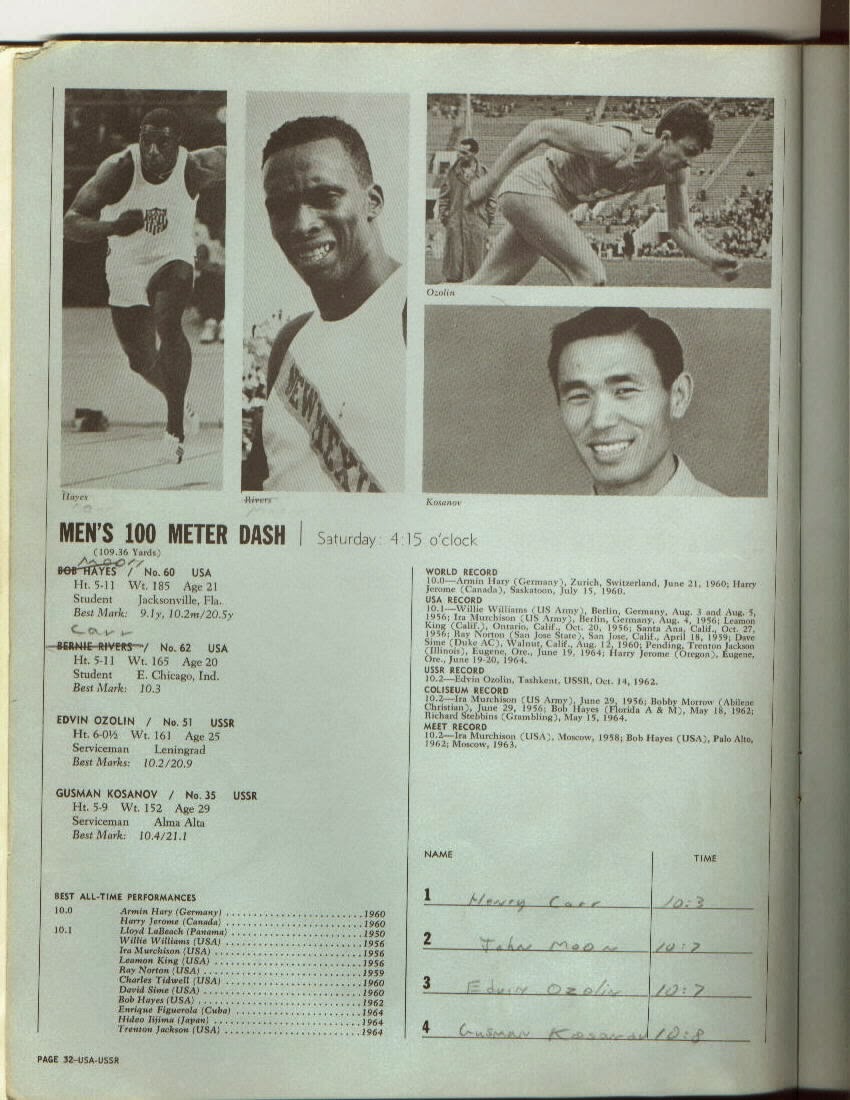 NEW MEXI
Hayes
Rivers
Ozolin
Kosanov
MEN'S 100 METER DASH | Saturday: 4:15 o'clock
(109.36 Yards)
Moon
BOB HAYES / No. 60 USA
Ht. 5-11 Wt. 185 Age 21
Student Jacksonville, Fla.
Best Mark: 9.1y, 10.2m/20.5y
Carr
BERNIE RIVERS / No. 62 USA
Ht. 5-11 Wt. 165 Age 20
Student E. Chicago, Ind.
Best Mark: 10.3
EDVIN OZOLIN / No. 51 USSR
Ht. 6-0½ Wt. 161 Age 25
Serviceman Leningrad
Best Marks: 10.2/20.9
GUSMAN KOSANOV / No. 35 USSR
Ht. 5-9 Wt. 152 Age 29
Serviceman Alma Alta
Best Mark: 10.4/21.1
BEST ALL-TIME PERFORMANCES
10.0 Armin Hary (Germany) 1960
Harry Jerome (Canada) 1960
10.1 Lloyd LaBeach (Panama) 1950
Willie Williams (USA) 1956
Ira Murchison (USA) 1956
Leamon King (USA) 1956
Ray Norton (USA) 1959
Charles Tidwell (USA) 1960
David Sime (USA) 1960
Bob Hayes (USA) 1962
Enrique Figuerola (Cuba) 1964
Hideo Iijima (Japan) 1964
Trenton Jackson (USA) 1964
WORLD RECORD
10.0—Armin Hary (Germany), Zurich, Switzerland, June 21, 1960; Harry
Jerome (Canada), Saskatoon, July 15, 1960.
USA RECORD
10.1—Willie Williams (US Army), Berlin, Germany, Aug. 3 and Aug. 5,
1956; Ira Murchison (US Army), Berlin, Germany, Aug. 4, 1956; Leamon
King (Calif.), Ontario, Calif., Oct. 20, 1956; Santa Ana, Calif., Oct. 27,
1956; Ray Norton (San Jose State), San Jose, Calif., April 18, 1959; Dave
Sime (Duke AC), Walnut, Calif., Aug. 12, 1960; Pending, Trenton Jackson
(Illinois), Eugene, Ore., June 19, 1964; Harry Jerome (Oregon), Eugene,
Ore., June 19-20, 1964.
USSR RECORD
10.2—Edvin Ozolin, Tashkent, USSR, Oct. 14, 1962.
COLISEUM RECORD
10.2—Ira Murchison (US Army), June 29, 1956; Bobby Morrow (Abilene
Christian), June 29, 1956; Bob Hayes (Florida A & M), May 18, 1962;
Richard Stebbins (Grambling), May 15, 1964.
MEET RECORD
10.2—Ira Murchison (USA), Moscow, 1958; Bob Hayes (USA), Palo Alto,
1962; Moscow, 1963.
NAME TIME
1 Henry Carr 10:3
2 John Moon 10:7
3 Edvin Ozolin 10:7
4 Gusman Kosanov 10:8
PAGE 32—USA-USSR